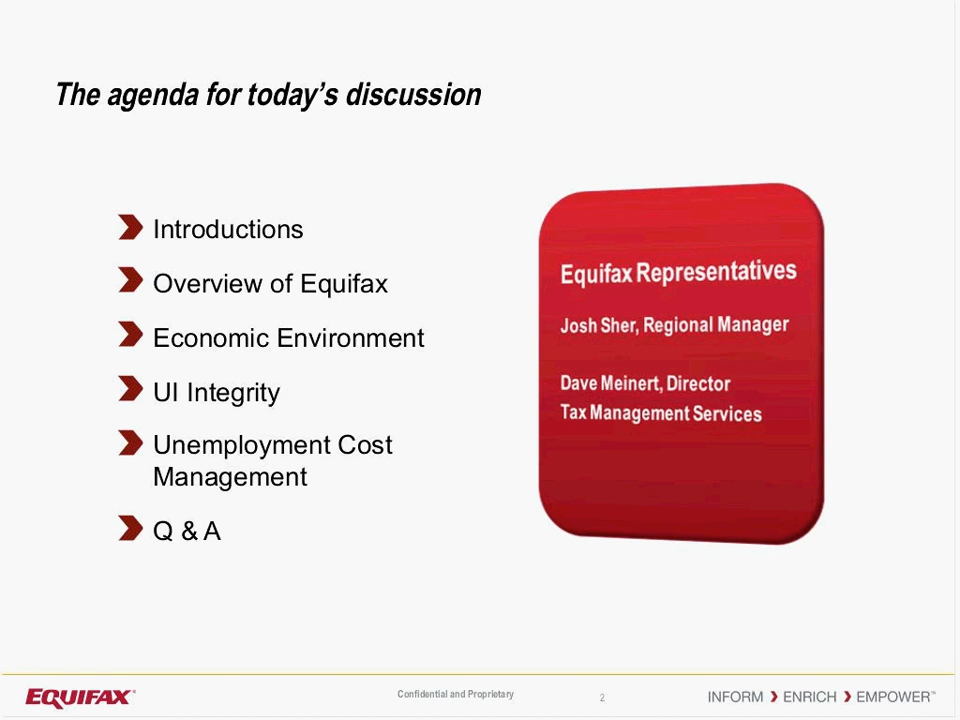 The agenda for today’s discussion
Introductions
Overview of Equifax
Economic Environment
UI Integrity
Unemployment Cost
Management
Q & A
Equifax Representatives
Josh Sher, Regional Manager
Dave Meinert, Director
Tax Management Services
EQUIFAX®
Confidential and Proprietary
2
INFORM ENRICH EMPOWER™